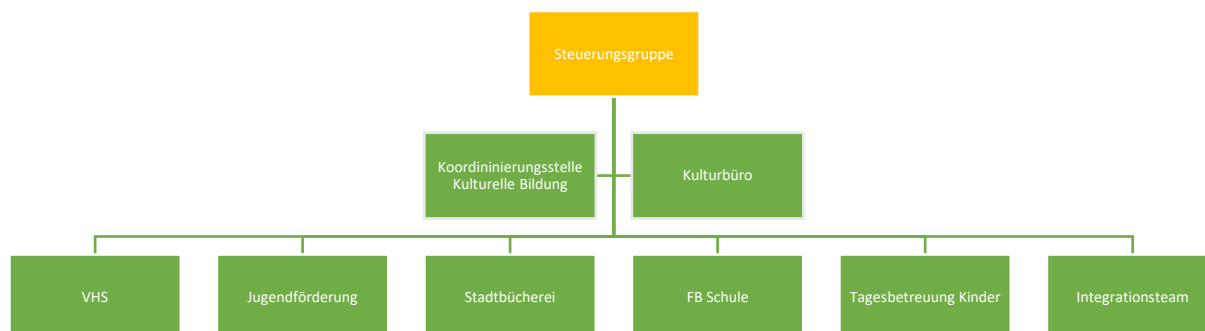 Steuerungsgruppe
Koordininierungsstelle
Kulturelle Bildung
Kulturbüro
VHS
Jugendförderung
Stadtbücherei
FB Schule
Tagesbetreuung Kinder
Integrationsteam